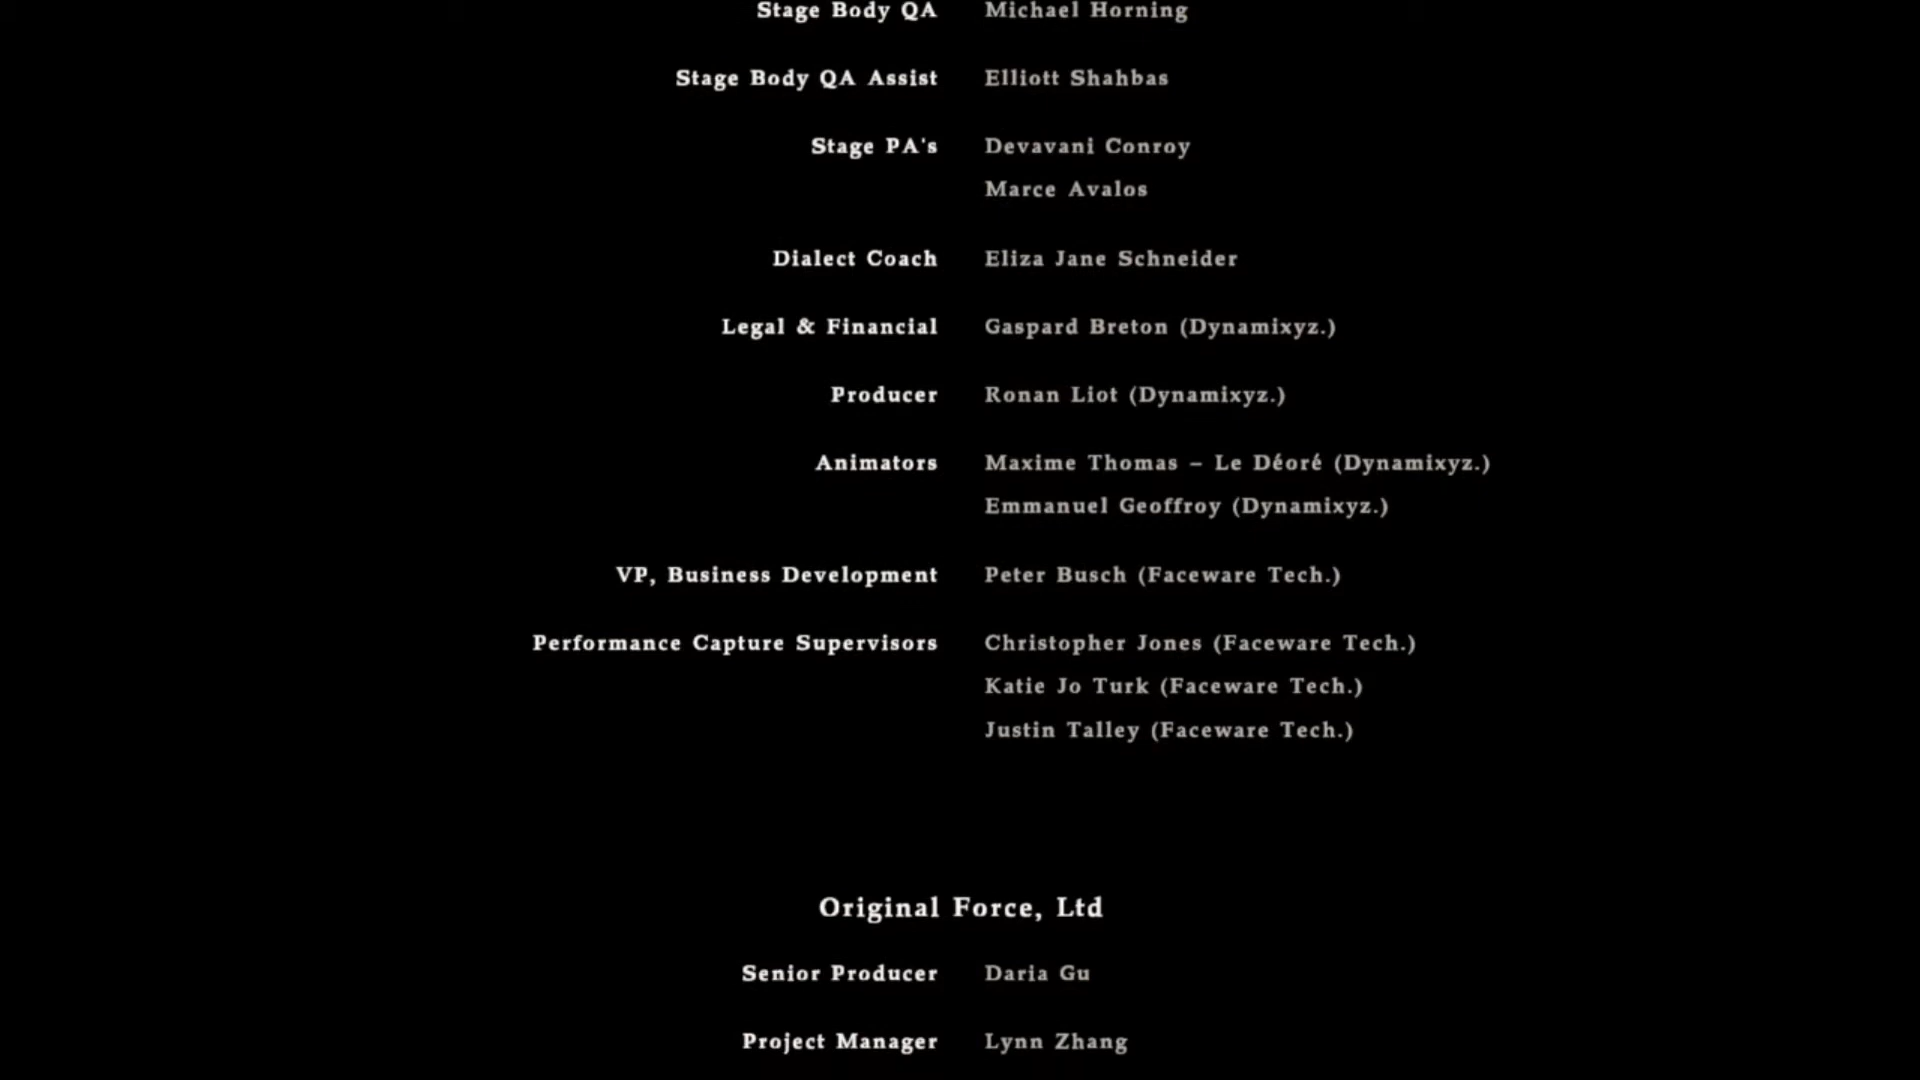 Stage Body QA Michael Horning
Stage Body QA Assist Elliott Shahbas
Stage PA's Devavani Conroy
Marce Avalos
Dialect Coach Eliza Jane Schneider
Legal & Financial Gaspard Breton (Dynamixyz.)
Producer Ronan Liot (Dynamixyz.)
Animators Maxime Thomas – Le Déoré (Dynamixyz.)
Emmanuel Geoffroy (Dynamixyz.)
VP, Business Development Peter Busch (Faceware Tech.)
Performance Capture Supervisors Christopher Jones (Faceware Tech.)
Katie Jo Turk (Faceware Tech.)
Justin Talley (Faceware Tech.)
Original Force, Ltd
Senior Producer Daria Gu
Project Manager Lynn Zhang